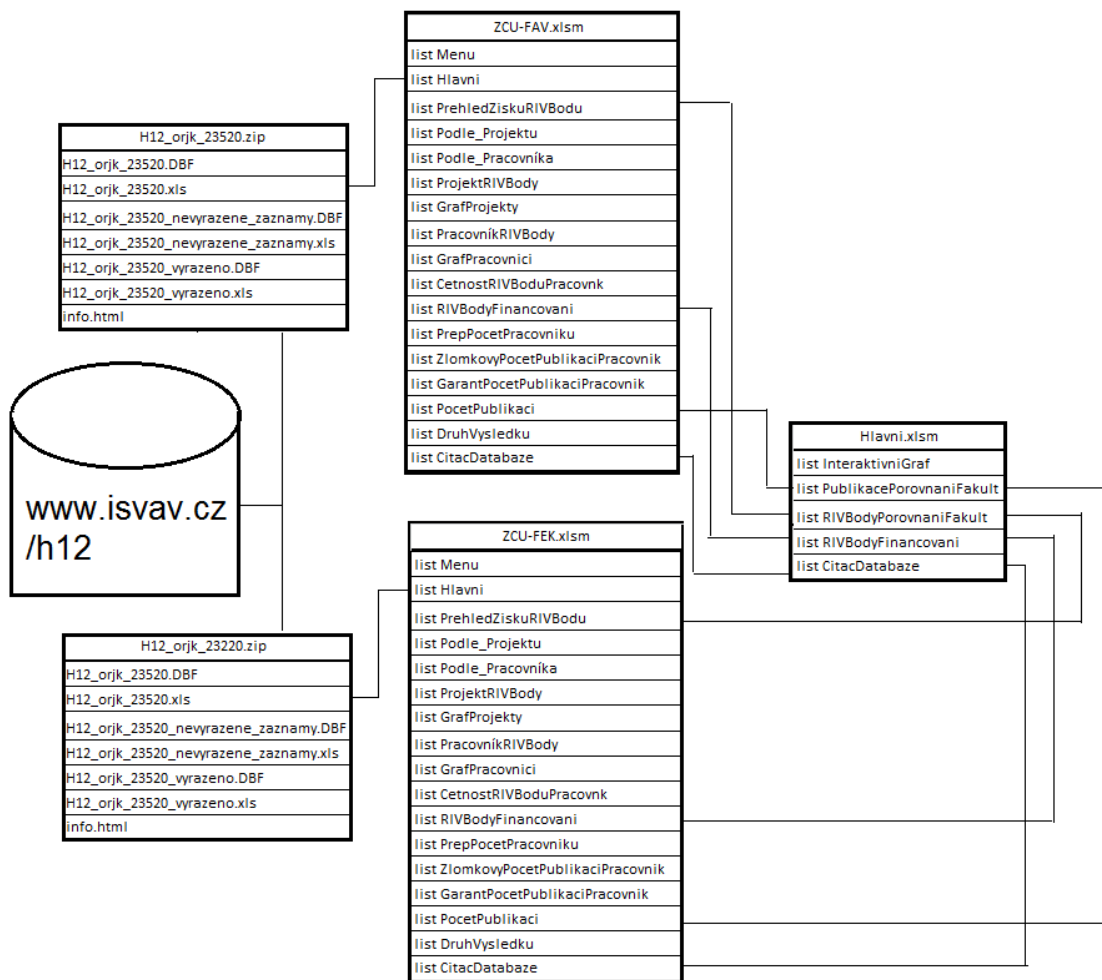 ZCU-FAV.xlsm
list Menu
list Hlavni
list PrehledZiskuRIVBodu
list Podle_Projektu
list Podle_Pracovníka
list ProjektRIVBody
list GrafProjekty
list PracovníkRIVBody
list GrafPracovnici
list CetnostRIVBoduPracovnk
list RIVBodyFinancovani
list PrepPocetPracovniku
list ZlomkovyPocetPublikaciPracovnik
list GarantPocetPublikaciPracovnik
list PocetPublikaci
list DruhVysledku
list CitacDatabaze
H12_orjk_23520.zip
H12_orjk_23520.DBF
H12_orjk_23520.xls
H12_orjk_23520_nevyrazene_zaznamy.DBF
H12_orjk_23520_nevyrazene_zaznamy.xls
H12_orjk_23520_vyrazeno.DBF
H12_orjk_23520_vyrazeno.xls
info.html
www.isvav.cz
/h12
Hlavni.xlsm
list InteraktivniGraf
list PublikacePorovnaniFakult
list RIVBodyPorovnaniFakult
list RIVBodyFinancovani
list CitacDatabaze
ZCU-FEK.xlsm
list Menu
list Hlavni
list PrehledZiskuRIVBodu
list Podle_Projektu
list Podle_Pracovníka
list ProjektRIVBody
list GrafProjekty
list PracovníkRIVBody
list GrafPracovnici
list CetnostRIVBoduPracovnk
list RIVBodyFinancovani
list PrepPocetPracovniku
list ZlomkovyPocetPublikaciPracovnik
list GarantPocetPublikaciPracovnik
list PocetPublikaci
list DruhVysledku
list CitacDatabaze
H12_orjk_23220.zip
H12_orjk_23520.DBF
H12_orjk_23520.xls
H12_orjk_23520_nevyrazene_zaznamy.DBF
H12_orjk_23520_nevyrazene_zaznamy.xls
H12_orjk_23520_vyrazeno.DBF
H12_orjk_23520_vyrazeno.xls
info.html